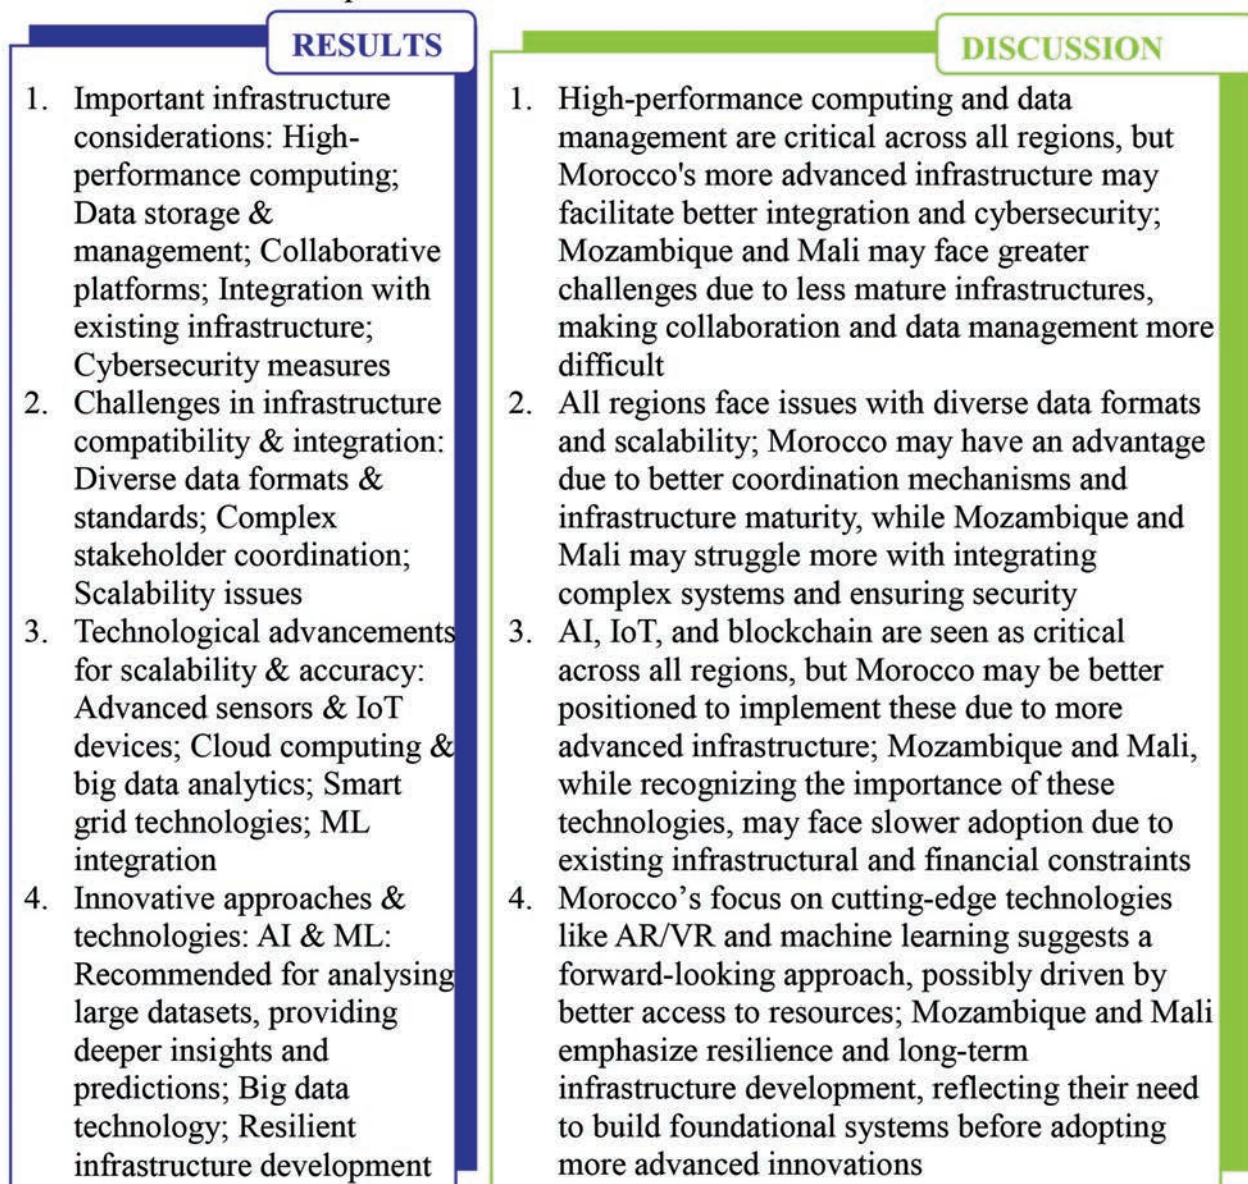 RESULTS
1. Important infrastructure
considerations: High-
performance computing;
Data storage &
management; Collaborative
platforms; Integration with
existing infrastructure;
Cybersecurity measures
2. Challenges in infrastructure
compatibility & integration:
Diverse data formats &
standards; Complex
stakeholder coordination;
Scalability issues
3. Technological advancements
for scalability & accuracy:
Advanced sensors & IoT
devices; Cloud computing &
big data analytics; Smart
grid technologies; ML
integration
4. Innovative approaches &
technologies: AI & ML:
Recommended for analysing
large datasets, providing
deeper insights and
predictions; Big data
technology; Resilient
infrastructure development
DISCUSSION
1. High-performance computing and data
management are critical across all regions, but
Morocco's more advanced infrastructure may
facilitate better integration and cybersecurity;
Mozambique and Mali may face greater
challenges due to less mature infrastructures,
making collaboration and data management more
difficult
2. All regions face issues with diverse data formats
and scalability; Morocco may have an advantage
due to better coordination mechanisms and
infrastructure maturity, while Mozambique and
Mali may struggle more with integrating
complex systems and ensuring security
3. AI, IoT, and blockchain are seen as critical
across all regions, but Morocco may be better
positioned to implement these due to more
advanced infrastructure; Mozambique and Mali,
while recognizing the importance of these
technologies, may face slower adoption due to
existing infrastructural and financial constraints
4. Morocco’s focus on cutting-edge technologies
like AR/VR and machine learning suggests a
forward-looking approach, possibly driven by
better access to resources; Mozambique and Mali
emphasize resilience and long-term
infrastructure development, reflecting their need
to build foundational systems before adopting
more advanced innovations